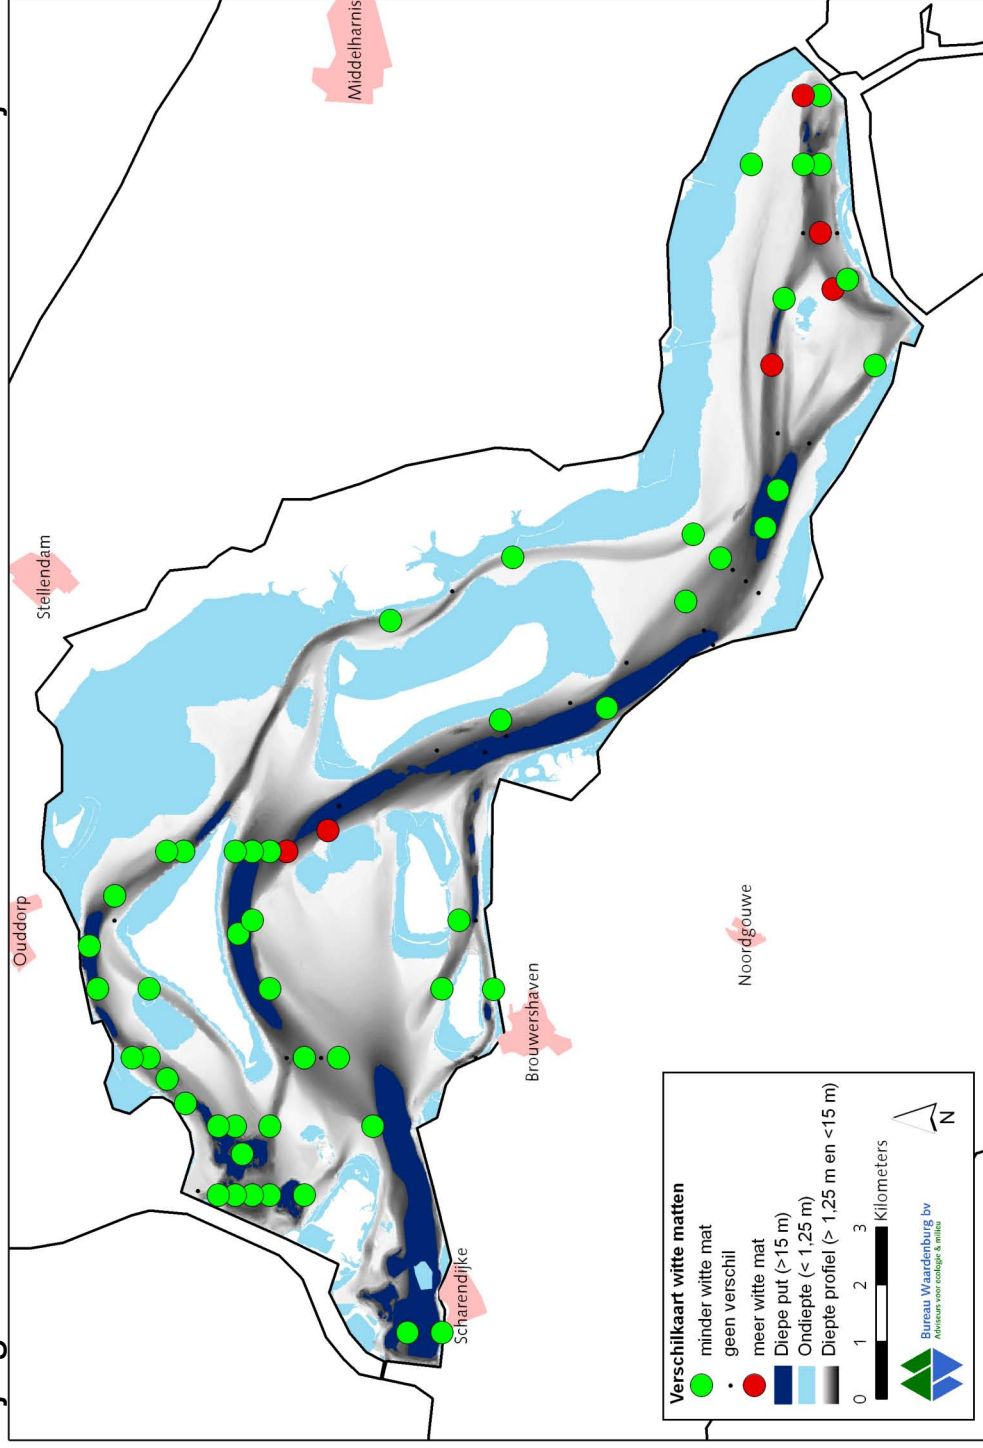 Middelharnis
Stellendam
Ouddorp
Noordgouwe
Brouwershaven
Scharendijke
Verschilkaart witte matten
minder witte mat
geen verschil
meer witte mat
Diepe put (>15 m)
Ondiepte (< 1,25 m)
Diepte profiel (> 1,25 m en <15 m)
0 1 2 3
Kilometers
N
Bureau Waardenburg bv
Adviseurs voor ecologie & milieu